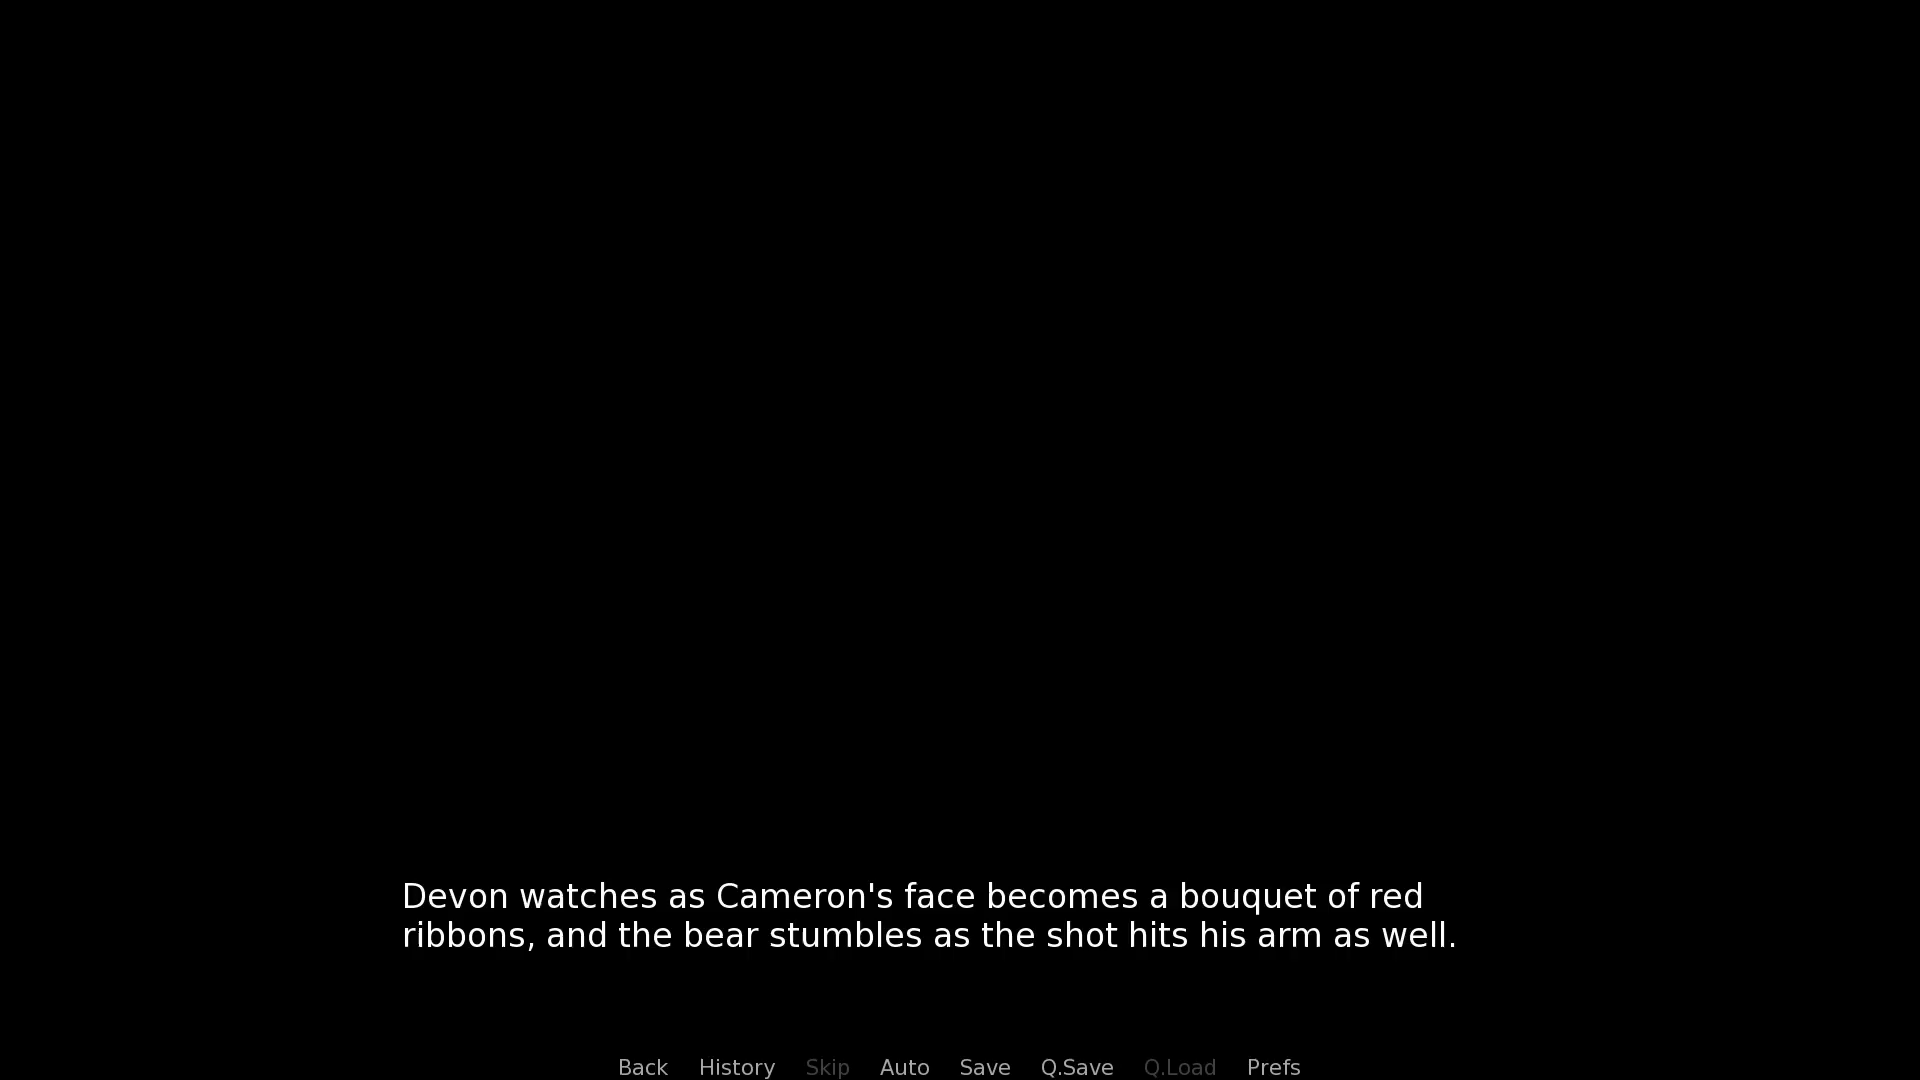 Devon watches as Cameron's face becomes a bouquet of red
ribbons, and the bear stumbles as the shot hits his arm as well.
Back History Skip Auto Save Q.Save Q.Load Prefs